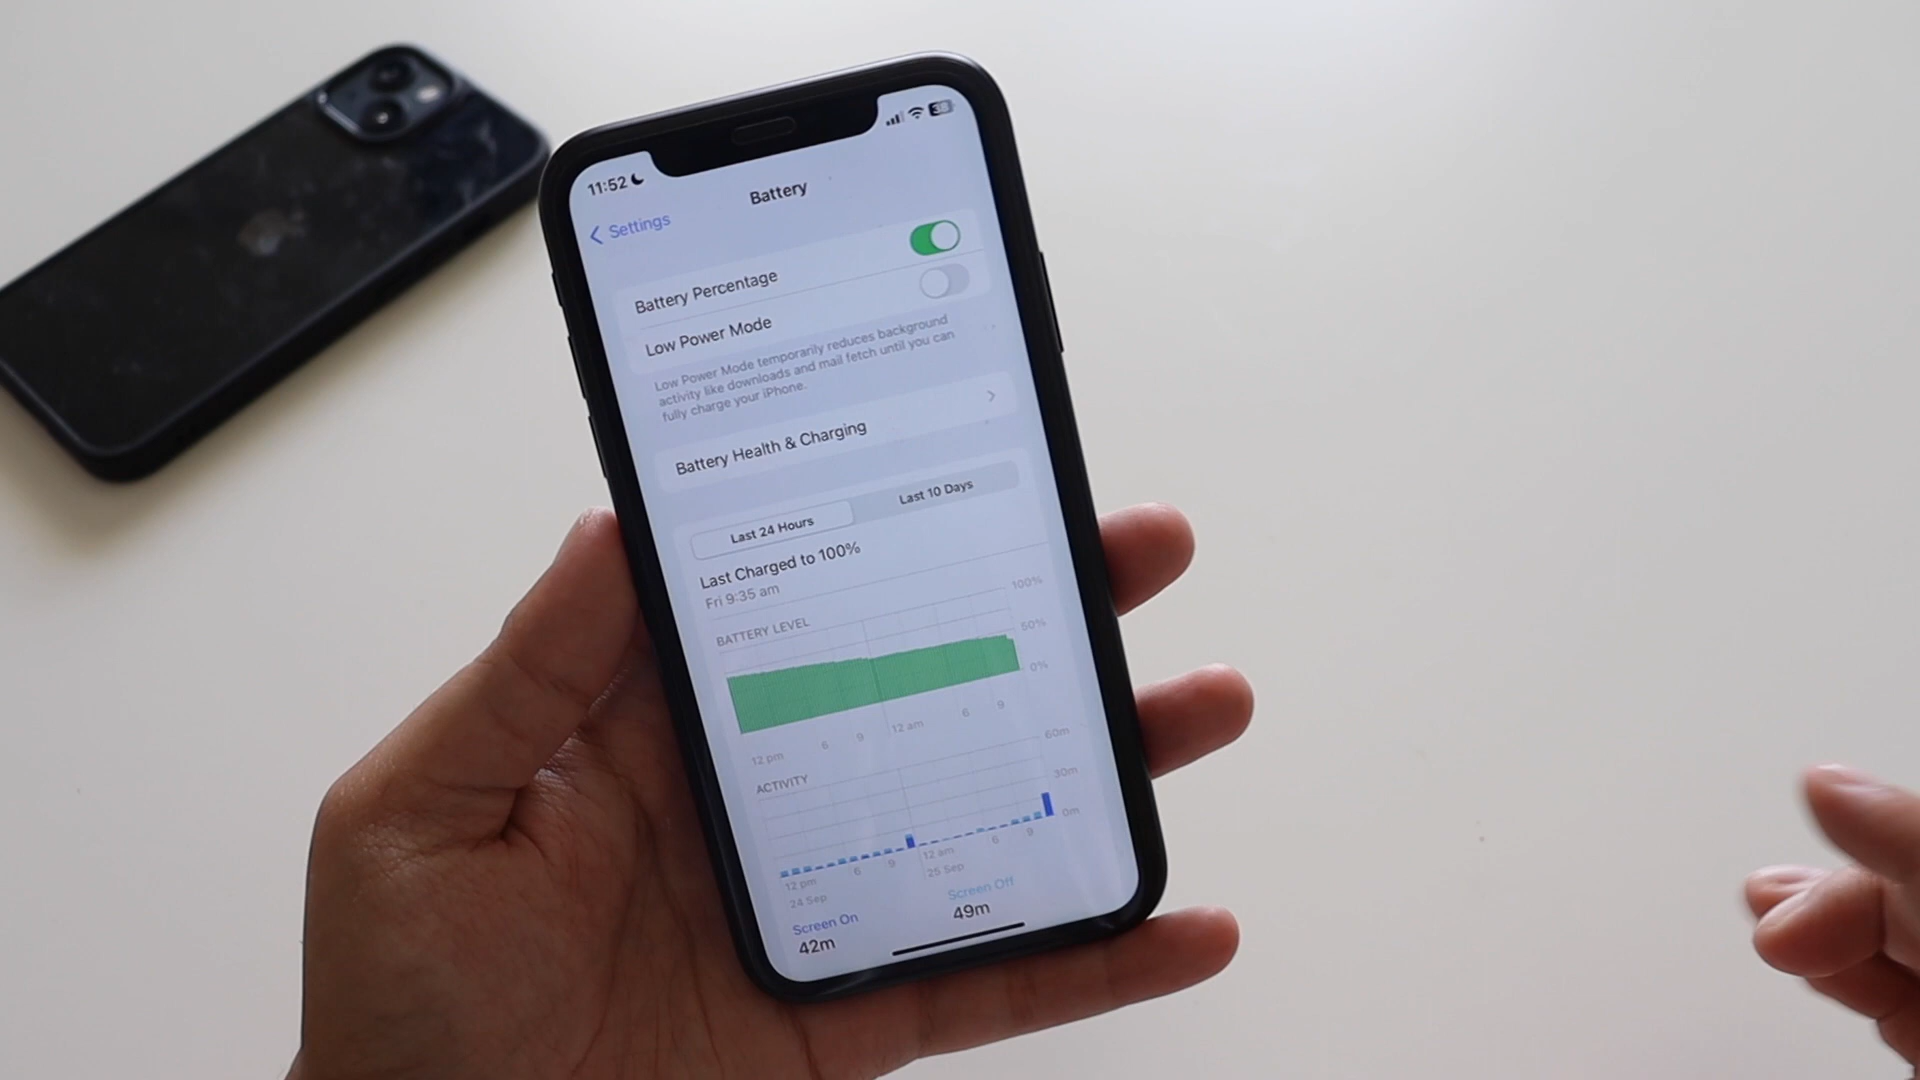 11:52
38
Settings
Battery
Battery Percentage
Low Power Mode
Low Power Mode temporarily reduces background
activity like downloads and mail fetch until you can
fully charge your iPhone.
Battery Health & Charging
Last 24 Hours
Last 10 Days
Last Charged to 100%
Fri 9:35 am
BATTERY LEVEL
100%
50%
0%
12 pm 6 9 12 am 6 9
ACTIVITY
60m
30m
0m
12 pm 6 9 12 am 6 9
24 Sep 25 Sep
Screen On Screen Off
42m 49m